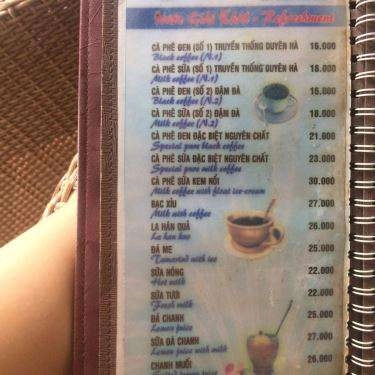 Giải Khát - Refreshment
CÀ PHÊ ĐEN (SỐ 1) TRUYỀN THỐNG DUYÊN HÀ 16.000
Black coffee (N.1)
CÀ PHÊ SỮA (SỐ 1) TRUYỀN THỐNG DUYÊN HÀ 18.000
Milk coffee (N.1)
CÀ PHÊ ĐEN (SỐ 2) ĐẬM ĐÀ 15.000
Black coffee (N.2)
CÀ PHÊ SỮA (SỐ 2) ĐẬM ĐÀ 18.000
Milk coffee (N.2)
CÀ PHÊ ĐEN ĐẶC BIỆT NGUYÊN CHẤT 21.000
Special pure black coffee
CÀ PHÊ SỮA ĐẶC BIỆT NGUYÊN CHẤT 23.000
Special pure milk coffee
CÀ PHÊ SỮA KEM NỔI 30.000
Milk coffee with float ice-cream
BẠC XỈU 27.000
Milk with coffee
LA HÁN QUẢ 26.000
La han kuo
ĐÁ ME 25.000
Tamarind with ice
SỮA NÓNG 22.000
Hot milk
SỮA TƯƠI 22.000
Fresh milk
ĐÁ CHANH 25.000
Lemon juice
SỮA ĐÁ CHANH 27.000
Lemon juice with milk
CHANH MUỐI 26.000
Salted lemon juice